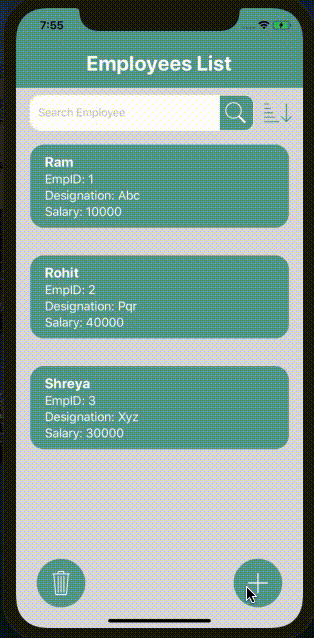 7:55
Employees List
Search Employee
Ram
EmpID: 1
Designation: Abc
Salary: 10000
Rohit
EmpID: 2
Designation: Pqr
Salary: 40000
Shreya
EmpID: 3
Designation: Xyz
Salary: 30000